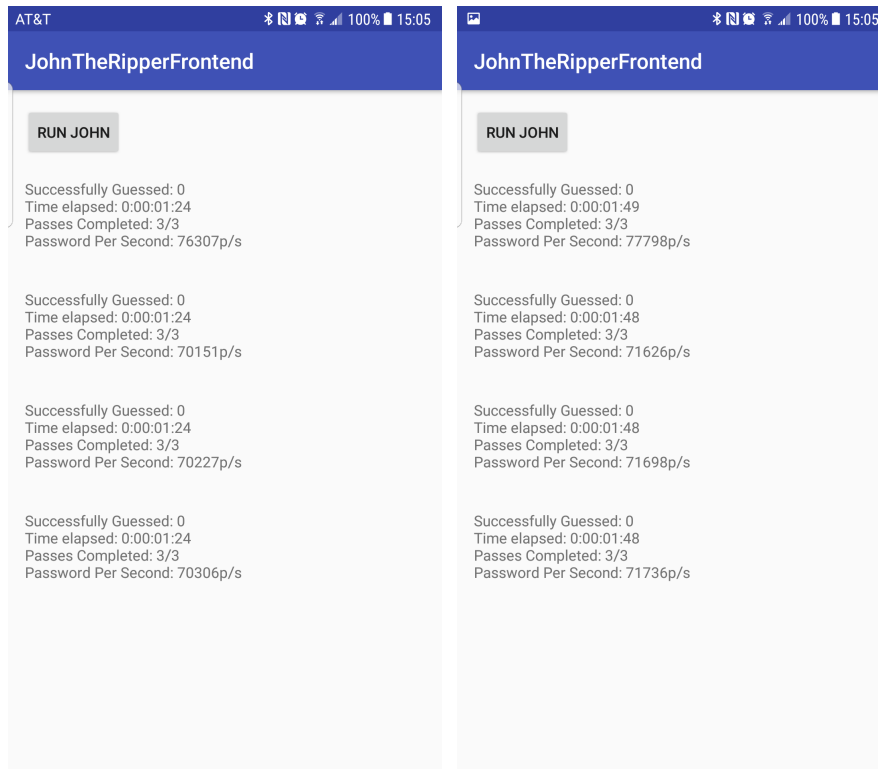 AT&T 100% 15:05
JohnTheRipperFrontend
RUN JOHN
Successfully Guessed: 0
Time elapsed: 0:00:01:24
Passes Completed: 3/3
Password Per Second: 76307p/s
Successfully Guessed: 0
Time elapsed: 0:00:01:24
Passes Completed: 3/3
Password Per Second: 70151p/s
Successfully Guessed: 0
Time elapsed: 0:00:01:24
Passes Completed: 3/3
Password Per Second: 70227p/s
Successfully Guessed: 0
Time elapsed: 0:00:01:24
Passes Completed: 3/3
Password Per Second: 70306p/s
100% 15:05
JohnTheRipperFrontend
RUN JOHN
Successfully Guessed: 0
Time elapsed: 0:00:01:49
Passes Completed: 3/3
Password Per Second: 77798p/s
Successfully Guessed: 0
Time elapsed: 0:00:01:48
Passes Completed: 3/3
Password Per Second: 71626p/s
Successfully Guessed: 0
Time elapsed: 0:00:01:48
Passes Completed: 3/3
Password Per Second: 71698p/s
Successfully Guessed: 0
Time elapsed: 0:00:01:48
Passes Completed: 3/3
Password Per Second: 71736p/s